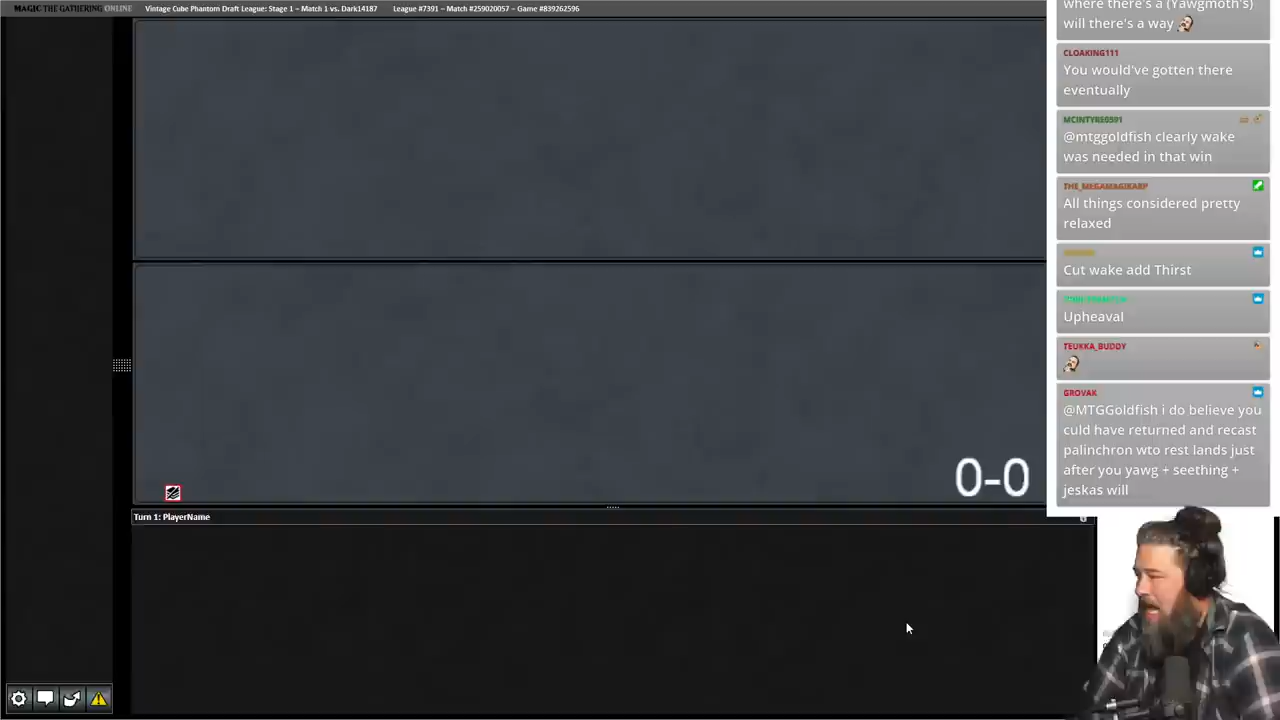 MAGIC THE GATHERING ONLINE
Vintage Cube Phantom Draft League: Stage 1 – Match 1 vs. Dark14187
League #7391 – Match #259020057 – Game #839262596
where there's a (Yawgmoth's)
will there's a way
CLOAKING111
You would've gotten there
eventually
MCINTYRE0591
@mtggoldfish clearly wake
was needed in that win
THE_MEGAMAGIKARP
All things considered pretty
relaxed
Cut wake add Thirst
Upheaval
TEUKKA_BUDDY
GROVAK
@MTGGoldfish i do believe you
culd have returned and recast
palinchron wto rest lands just
after you yawg + seething +
jeskas will
0-0
Turn 1: PlayerName